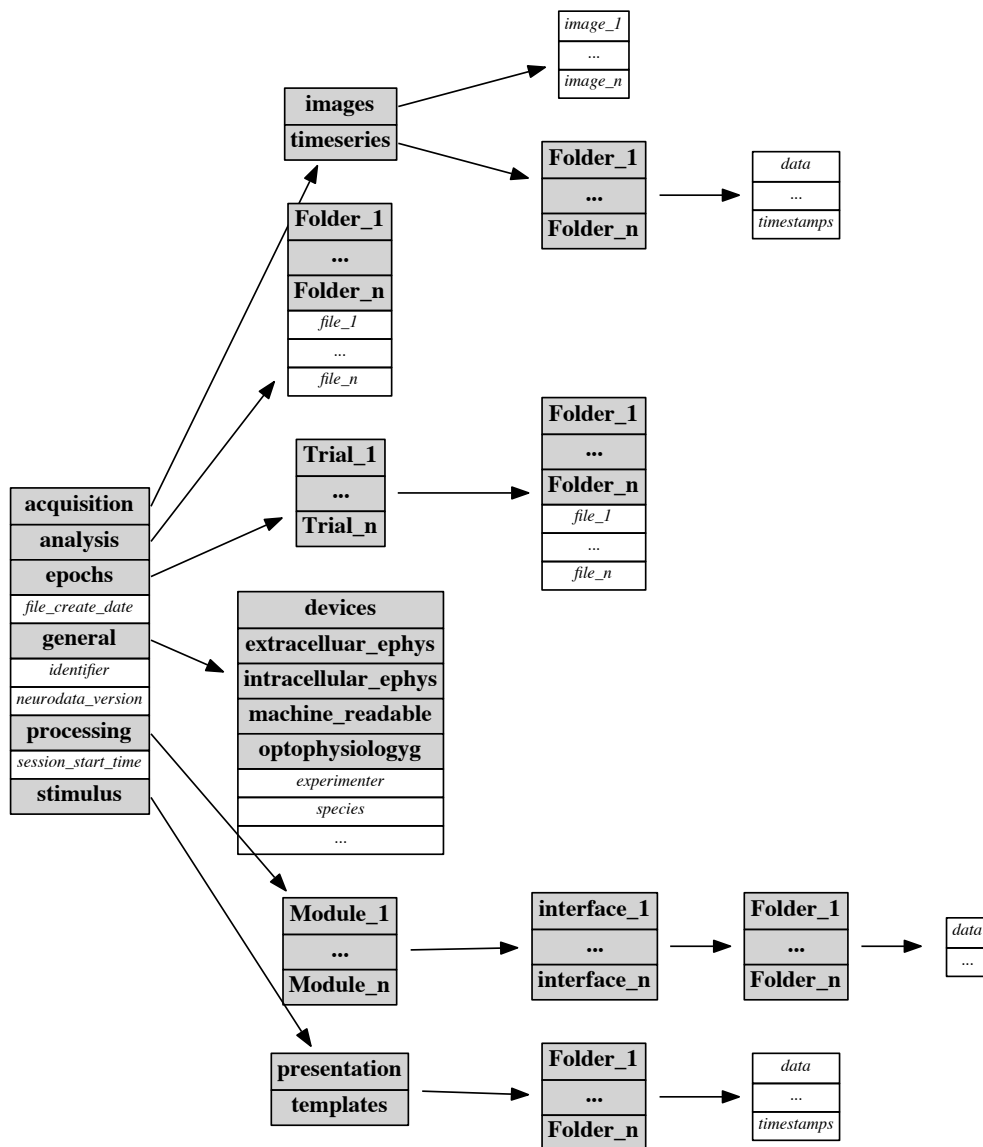 image_1
...
image_n
images
timeseries
Folder_1
...
Folder_n
data
...
timestamps
Folder_1
...
Folder_n
file_1
...
file_n
Trial_1
...
Trial_n
Folder_1
...
Folder_n
file_1
...
file_n
acquisition
analysis
epochs
file_create_date
general
identifier
neurodata_version
processing
session_start_time
stimulus
devices
extracelluar_ephys
intracellular_ephys
machine_readable
optophysiologyg
experimenter
species
...
Module_1
...
Module_n
interface_1
...
interface_n
Folder_1
...
Folder_n
data
...
presentation
templates
Folder_1
...
Folder_n
data
...
timestamps